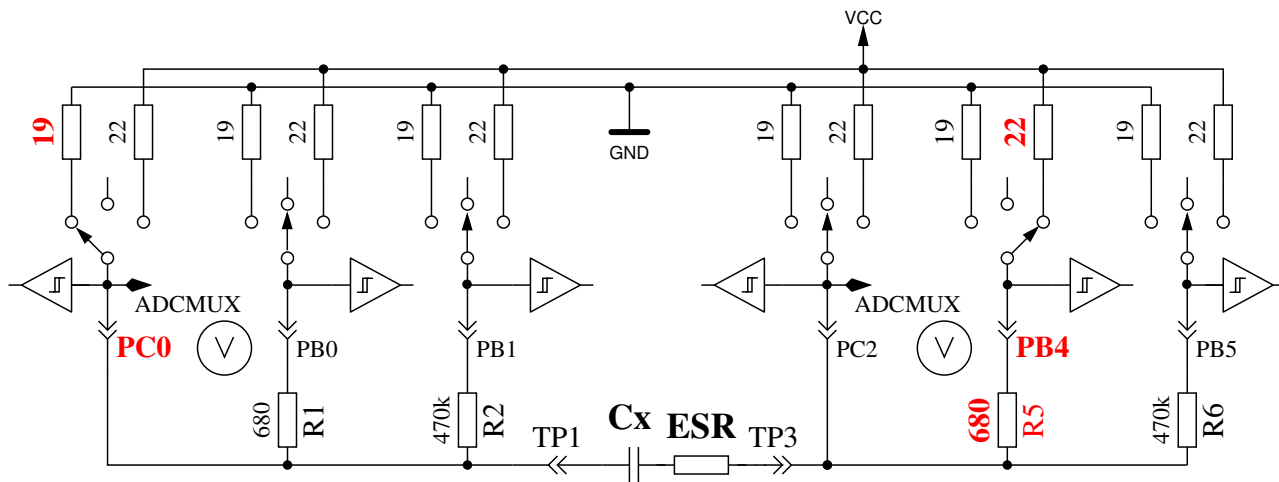 VCC
19
22
19
22
19
22
GND
19
22
19
22
19
22
ADCMUX
ADCMUX
V
V
PC0
PB0
PB1
PC2
PB4
PB5
680
R1
470k
R2
680
R5
470k
R6
TP1
Cx
ESR
TP3